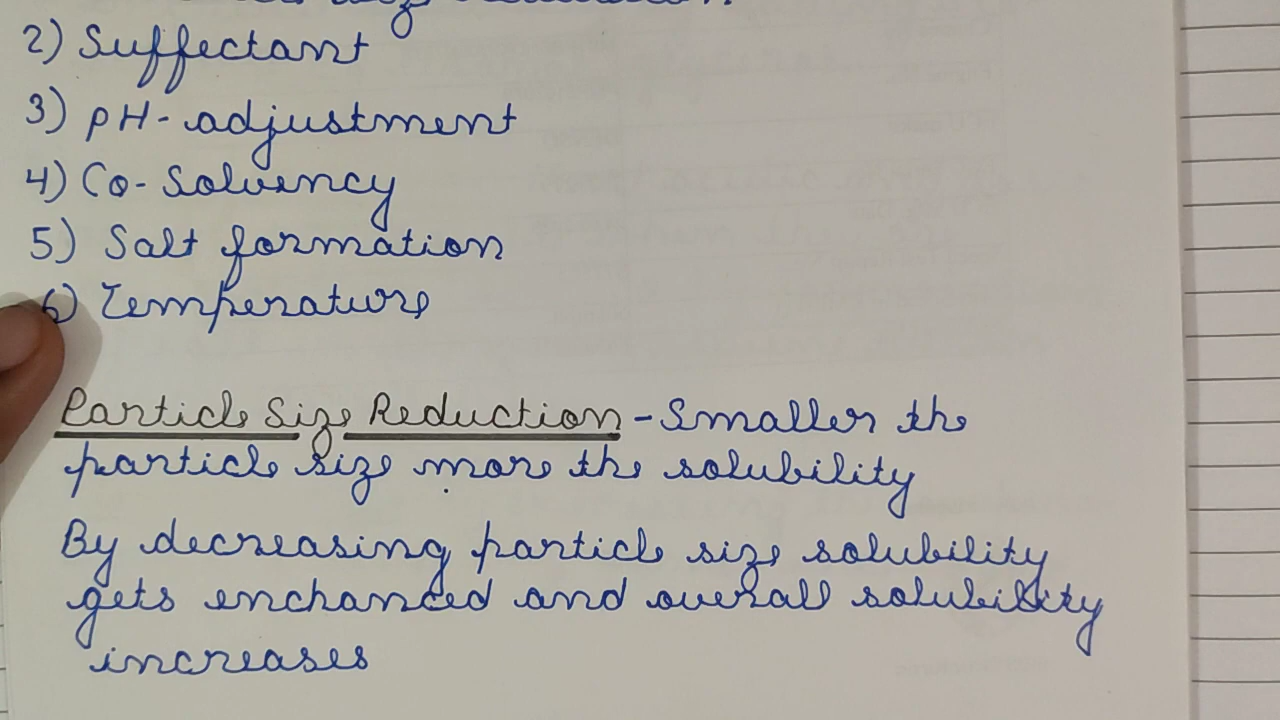 2) Suffectant
3) pH-adjustment
4) Co-Solvency
5) Salt formation
6) Temperature
Particle Size Reduction - Smaller the
particle size more the solubility
By decreasing particle size solubility
gets enchanced and overall solubility
increases